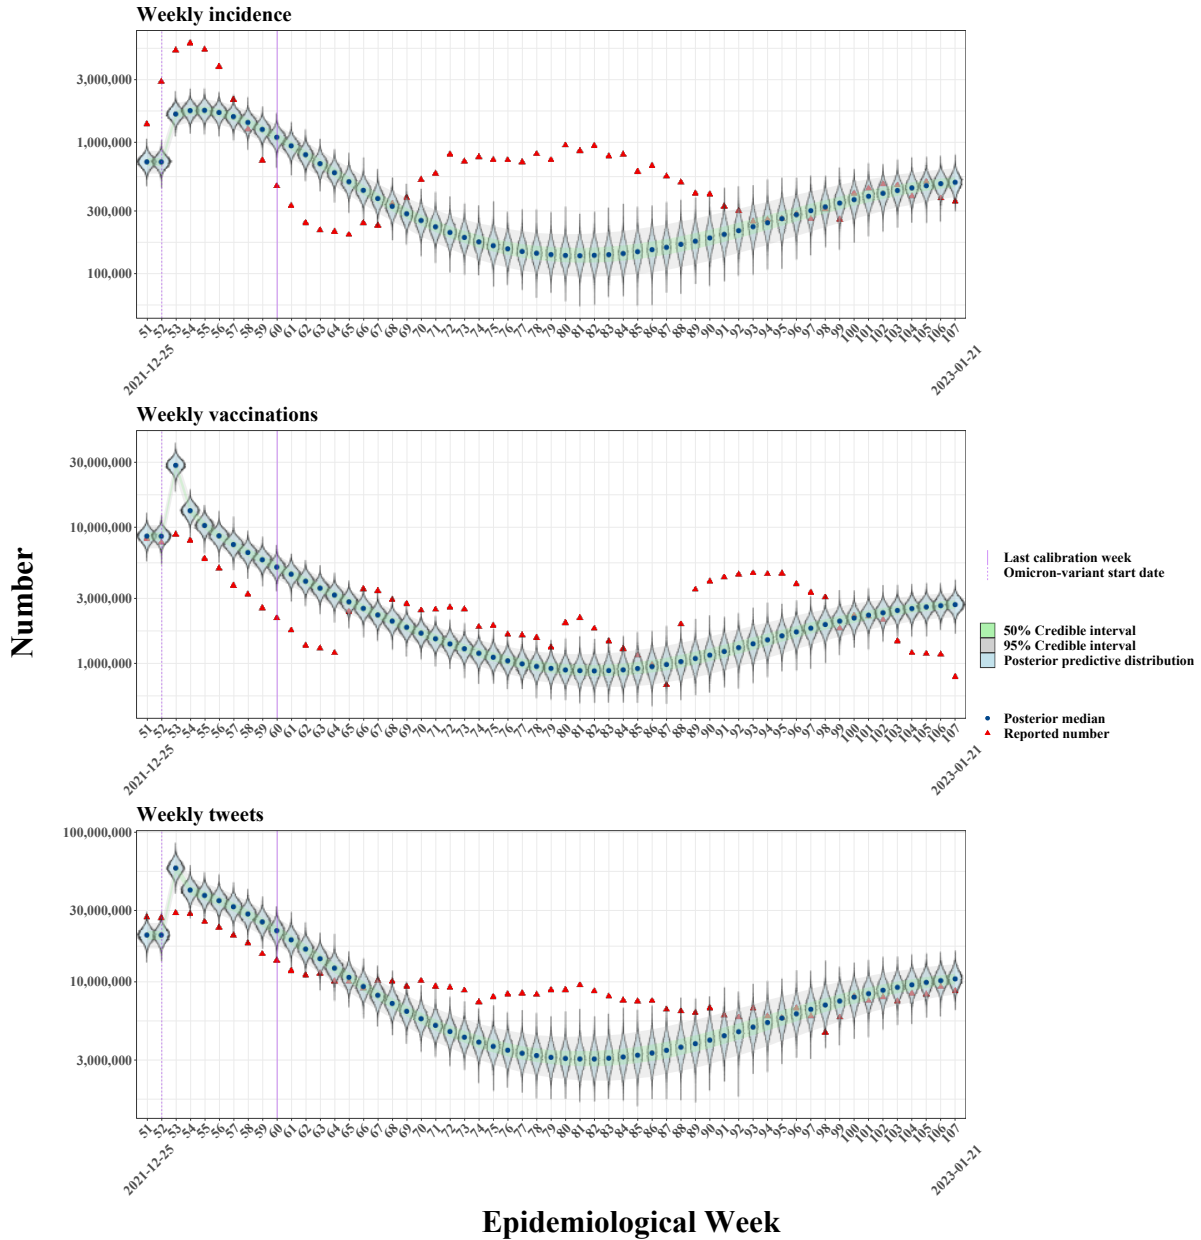 Weekly incidence
3,000,000
1,000,000
300,000
100,000
51 52 53 54 55 56 57 58 59 60 61 62 63 64 65 66 67 68 69 70 71 72 73 74 75 76 77 78 79 80 81 82 83 84 85 86 87 88 89 90 91 92 93 94 95 96 97 98 99 100 101 102 103 104 105 106 107
2021-12-25 2023-01-21
Weekly vaccinations
30,000,000
10,000,000
3,000,000
1,000,000
51 52 53 54 55 56 57 58 59 60 61 62 63 64 65 66 67 68 69 70 71 72 73 74 75 76 77 78 79 80 81 82 83 84 85 86 87 88 89 90 91 92 93 94 95 96 97 98 99 100 101 102 103 104 105 106 107
2021-12-25 2023-01-21
Weekly tweets
100,000,000
30,000,000
10,000,000
3,000,000
51 52 53 54 55 56 57 58 59 60 61 62 63 64 65 66 67 68 69 70 71 72 73 74 75 76 77 78 79 80 81 82 83 84 85 86 87 88 89 90 91 92 93 94 95 96 97 98 99 100 101 102 103 104 105 106 107
2021-12-25 2023-01-21
Number
Epidemiological Week
Last calibration week
Omicron-variant start date
50% Credible interval
95% Credible interval
Posterior predictive distribution
Posterior median
Reported number